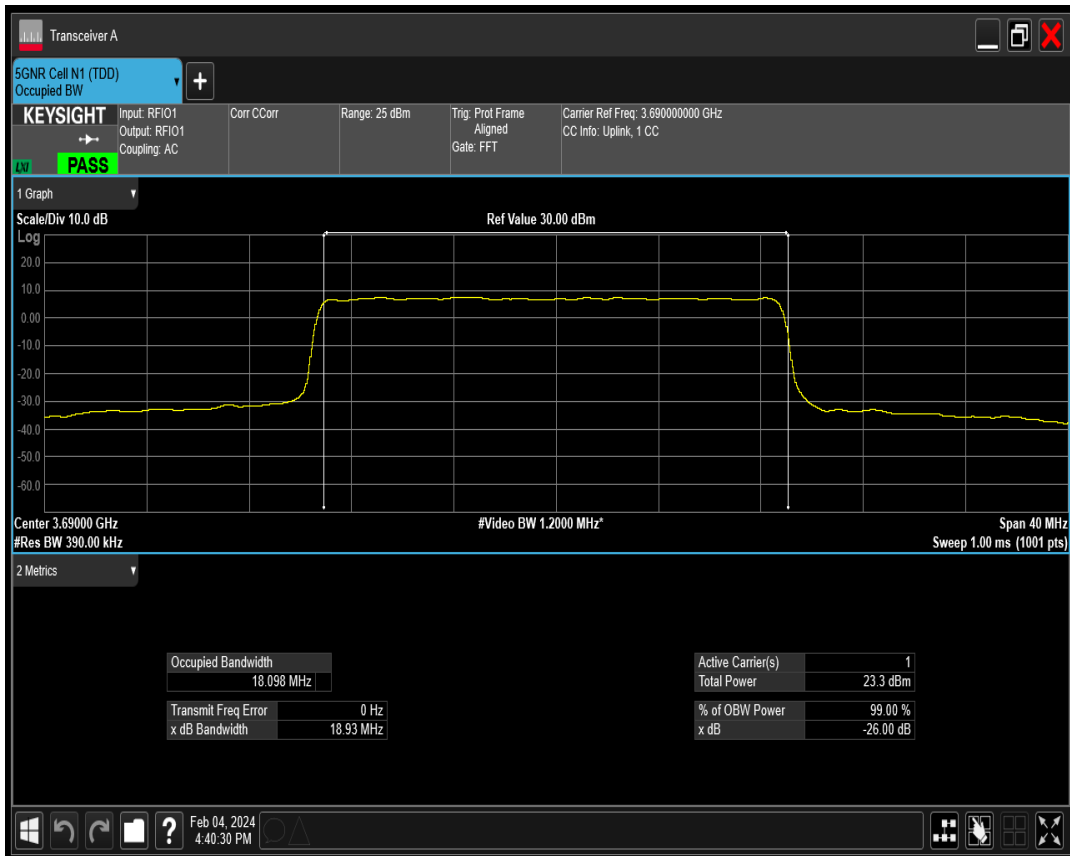 Transceiver A
5GNR Cell N1 (TDD)
Occupied BW
+
KEYSIGHT
LXI
PASS
Input: RFIO1
Output: RFIO1
Coupling: AC
Corr CCorr
Range: 25 dBm
Trig: Prot Frame
Aligned
Gate: FFT
Carrier Ref Freq: 3.690000000 GHz
CC Info: Uplink, 1 CC
1 Graph
Scale/Div 10.0 dB
Ref Value 30.00 dBm
Log
20.0
10.0
0.00
-10.0
-20.0
-30.0
-40.0
-50.0
-60.0
Center 3.69000 GHz
#Video BW 1.2000 MHz*
Span 40 MHz
#Res BW 390.00 kHz
Sweep 1.00 ms (1001 pts)
2 Metrics
Occupied Bandwidth
18.098 MHz
Transmit Freq Error 0 Hz
x dB Bandwidth 18.93 MHz
Active Carrier(s) 1
Total Power 23.3 dBm
% of OBW Power 99.00 %
x dB -26.00 dB
?
Feb 04, 2024
4:40:30 PM